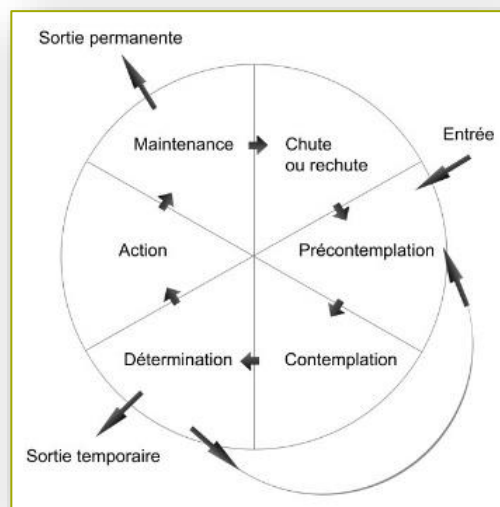 Sortie permanente
Entrée
Maintenance
Chute
ou rechute
Action
Précontemplation
Détermination
Contemplation
Sortie temporaire